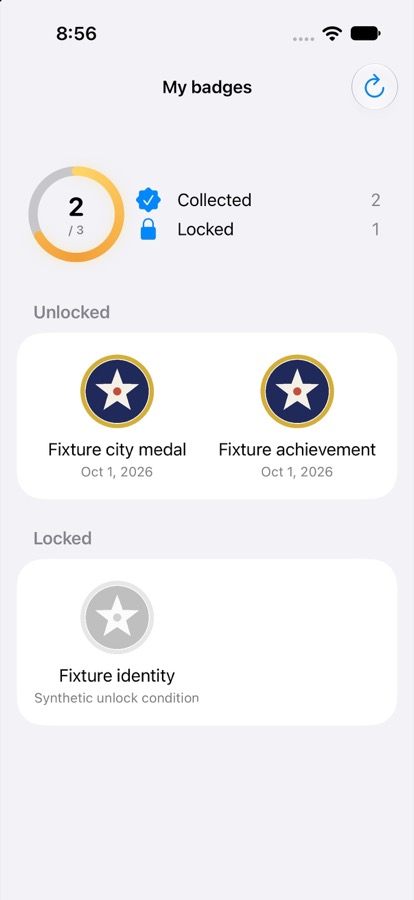 8:56
My badges
2
/ 3
Collected 2
Locked 1
Unlocked
Fixture city medal
Oct 1, 2026
Fixture achievement
Oct 1, 2026
Locked
Fixture identity
Synthetic unlock condition